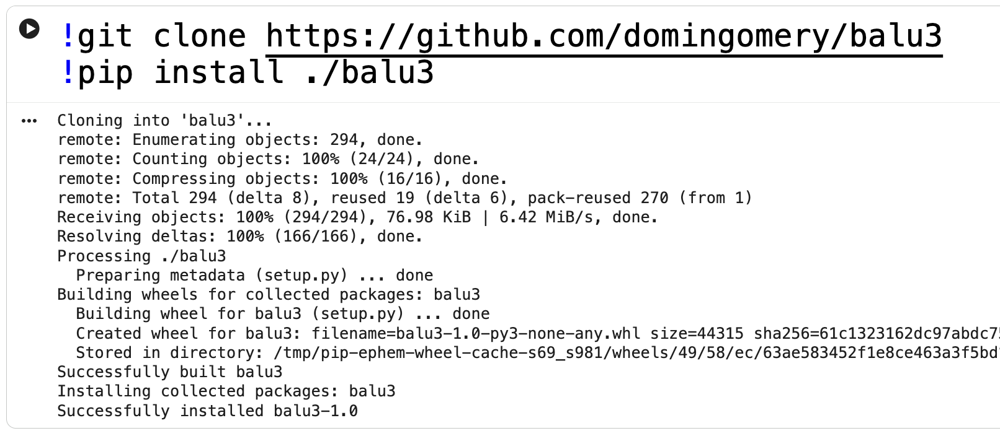 !git clone https://github.com/domingomery/balu3
!pip install ./balu3
Cloning into 'balu3'...
remote: Enumerating objects: 294, done.
remote: Counting objects: 100% (24/24), done.
remote: Compressing objects: 100% (16/16), done.
remote: Total 294 (delta 8), reused 19 (delta 6), pack-reused 270 (from 1)
Receiving objects: 100% (294/294), 76.98 KiB | 6.42 MiB/s, done.
Resolving deltas: 100% (166/166), done.
Processing ./balu3
  Preparing metadata (setup.py) ... done
Building wheels for collected packages: balu3
  Building wheel for balu3 (setup.py) ... done
  Created wheel for balu3: filename=balu3-1.0-py3-none-any.whl size=44315 sha256=61c1323162dc97abdc75
  Stored in directory: /tmp/pip-ephem-wheel-cache-s69_s981/wheels/49/58/ec/63ae583452f1e8ce463a3f5bd
Successfully built balu3
Installing collected packages: balu3
Successfully installed balu3-1.0